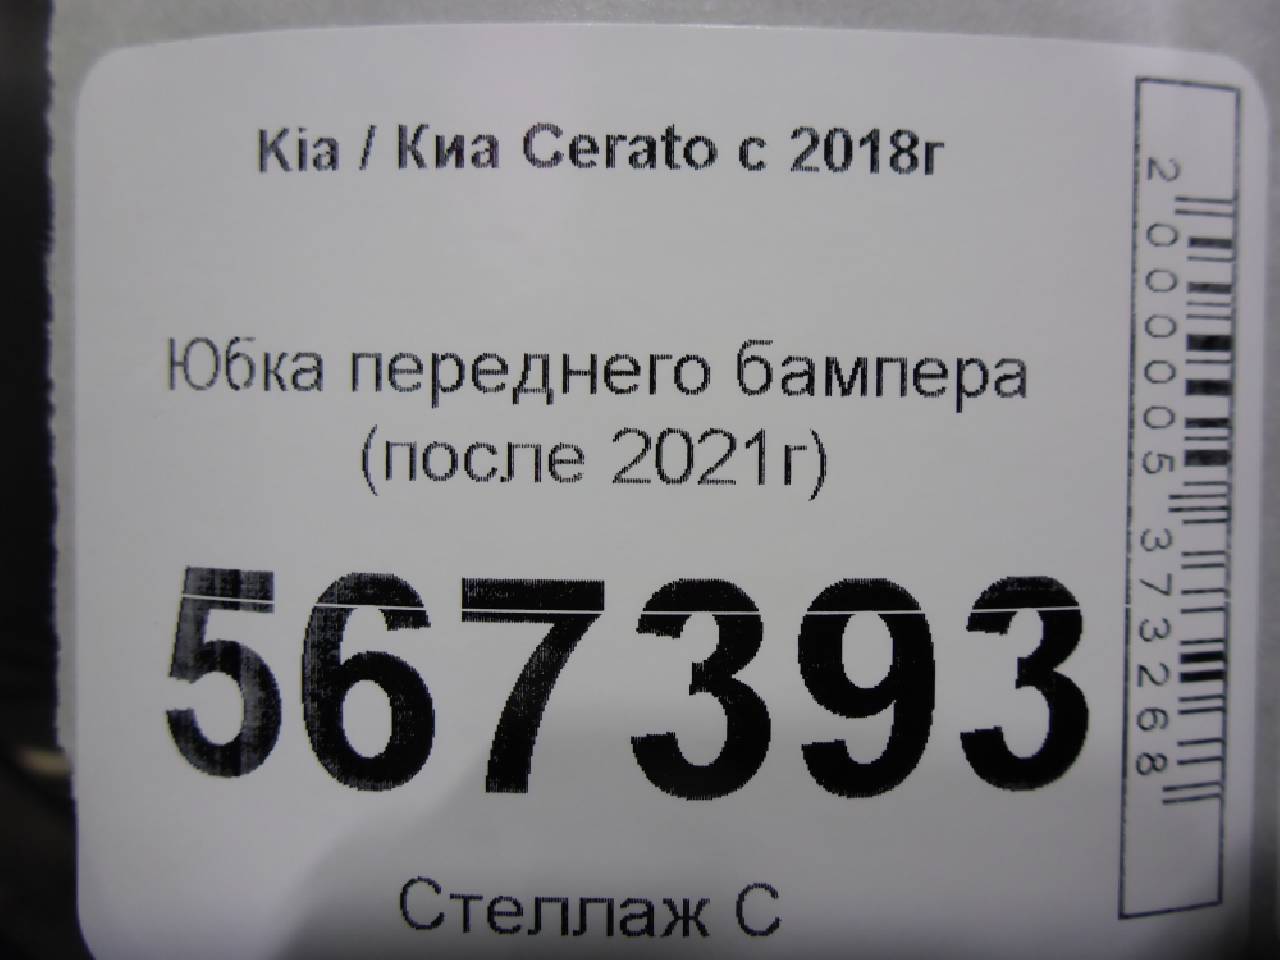 Kia / Киа Cerato с 2018г
Юбка переднего бампера
(после 2021г)
567393
Стеллаж С
2000005373268